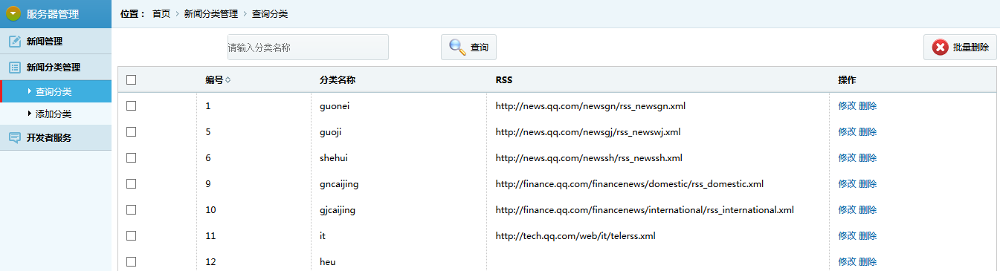 服务器管理
位置： 首页 › 新闻分类管理 › 查询分类
新闻管理
新闻分类管理
查询分类
添加分类
开发者服务
请输入分类名称 查询 批量删除
编号 分类名称 RSS 操作
1 guonei http://news.qq.com/newsgn/rss_newsgn.xml 修改 删除
5 guoji http://news.qq.com/newsgj/rss_newswj.xml 修改 删除
6 shehui http://news.qq.com/newssh/rss_newssh.xml 修改 删除
9 gncaijing http://finance.qq.com/financenews/domestic/rss_domestic.xml 修改 删除
10 gjcaijing http://finance.qq.com/financenews/international/rss_international.xml 修改 删除
11 it http://tech.qq.com/web/it/telerss.xml 修改 删除
12 heu 修改 删除